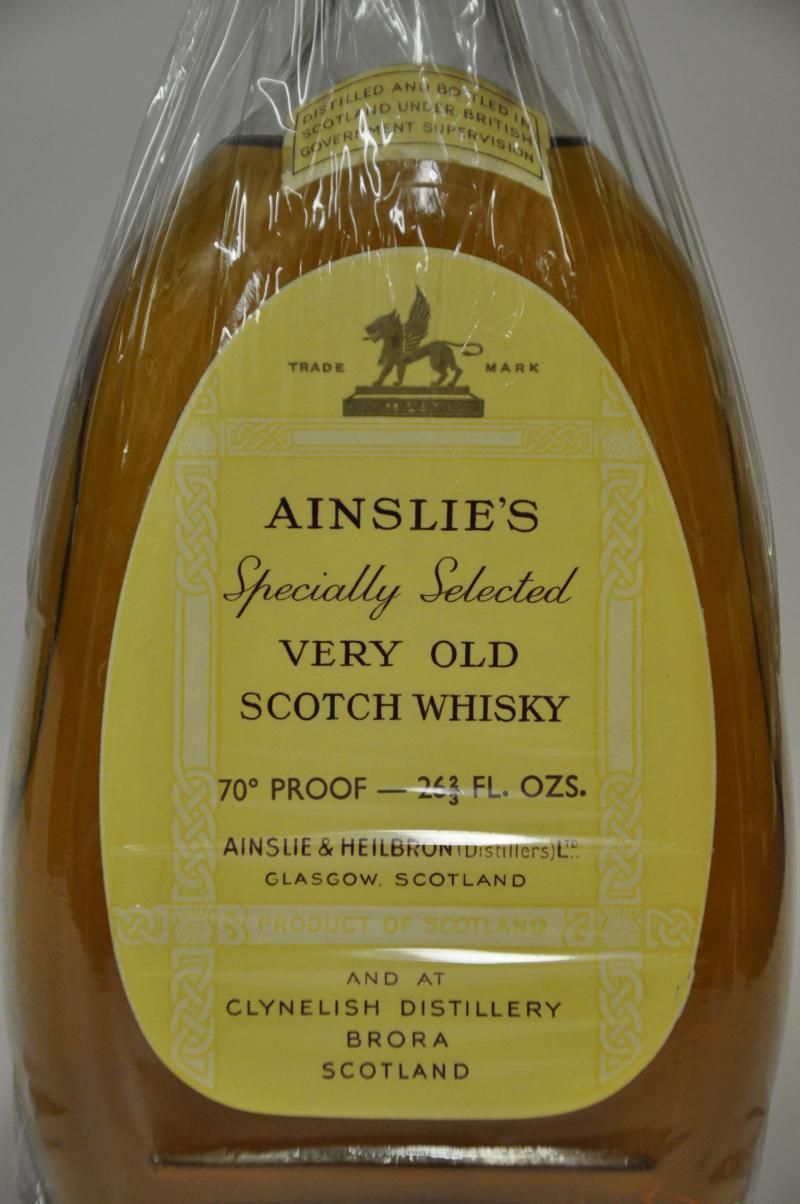 DISTILLED AND BOTTLED IN
SCOTLAND UNDER BRITISH
GOVERNMENT SUPERVISION
TRADE MARK
AINSLIE'S
Specially Selected
VERY OLD
SCOTCH WHISKY
70° PROOF — 26⅔ FL. OZS.
AINSLIE & HEILBRON (Distillers) LTD.
GLASGOW, SCOTLAND
PRODUCT OF SCOTLAND
AND AT
CLYNELISH DISTILLERY
BRORA
SCOTLAND